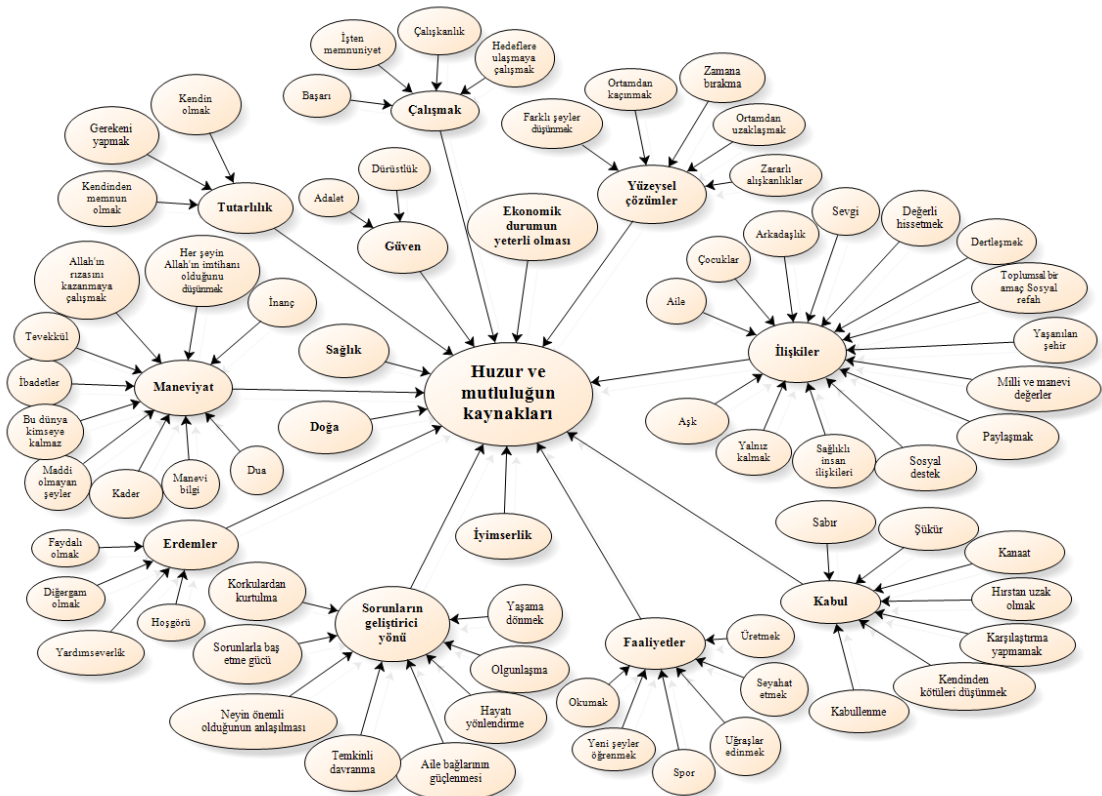 İşten
memnuniyet
Çalışkanlık
Hedeflere
ulaşmaya
çalışmak
Başarı
Çalışmak
Kendin
olmak
Gerekeni
yapmak
Kendinden
memnun
olmak
Tutarlılık
Dürüstlük
Adalet
Güven
Ekonomik
durumun
yeterli olması
Ortamdan
kaçınmak
Zamana
bırakma
Farklı şeyler
düşünmek
Ortamdan
uzaklaşmak
Zararlı
alışkanlıklar
Yüzeysel
çözümler
Sevgi
Değerli
hissetmek
Arkadaşlık
Dertleşmek
Çocuklar
Toplumsal bir
amaç Sosyal
refah
Aile
Yaşanılan
şehir
İlişkiler
Milli ve manevi
değerler
Aşk
Paylaşmak
Yalnız
kalmak
Sağlıklı
insan
ilişkileri
Sosyal
destek
Allah'ın
rızasını
kazanmaya
çalışmak
Her şeyin
Allah'ın imtihanı
olduğunu
düşünmek
İnanç
Tevekkül
İbadetler
Maneviyat
Bu dünya
kimseye
kalmaz
Maddi
olmayan
şeyler
Kader
Manevi
bilgi
Dua
Sağlık
Doğa
Huzur ve
mutluluğun
kaynakları
İyimserlik
Erdemler
Faydalı
olmak
Diğergam
olmak
Yardımseverlik
Hoşgörü
Korkulardan
kurtulma
Sorunların
geliştirici
yönü
Yaşama
dönmek
Sorunlarla baş
etme gücü
Olgunlaşma
Neyin önemli
olduğunun anlaşılması
Hayatı
yönlendirme
Temkinli
davranma
Aile bağlarının
güçlenmesi
Faaliyetler
Üretmek
Okumak
Seyahat
etmek
Yeni şeyler
öğrenmek
Uğraşlar
edinmek
Spor
Sabır
Şükür
Kanaat
Kabul
Hırstan uzak
olmak
Karşılaştırma
yapmamak
Kendinden
kötüleri düşünmek
Kabullenme